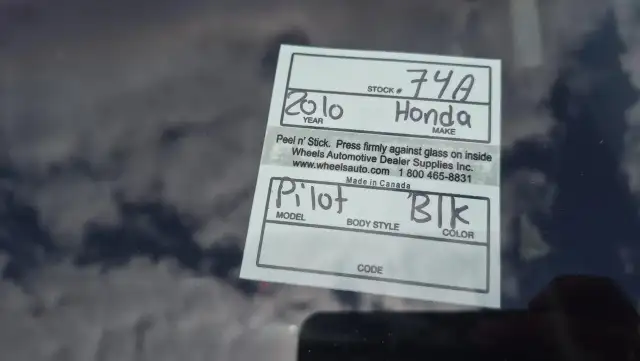 STOCK # 74A
2010 Honda
YEAR MAKE
Peel n' Stick. Press firmly against glass on inside
Wheels Automotive Dealer Supplies Inc.
www.wheelsauto.com 1 800 465-8831
Made in Canada
Pilot Blk
MODEL BODY STYLE COLOR
CODE